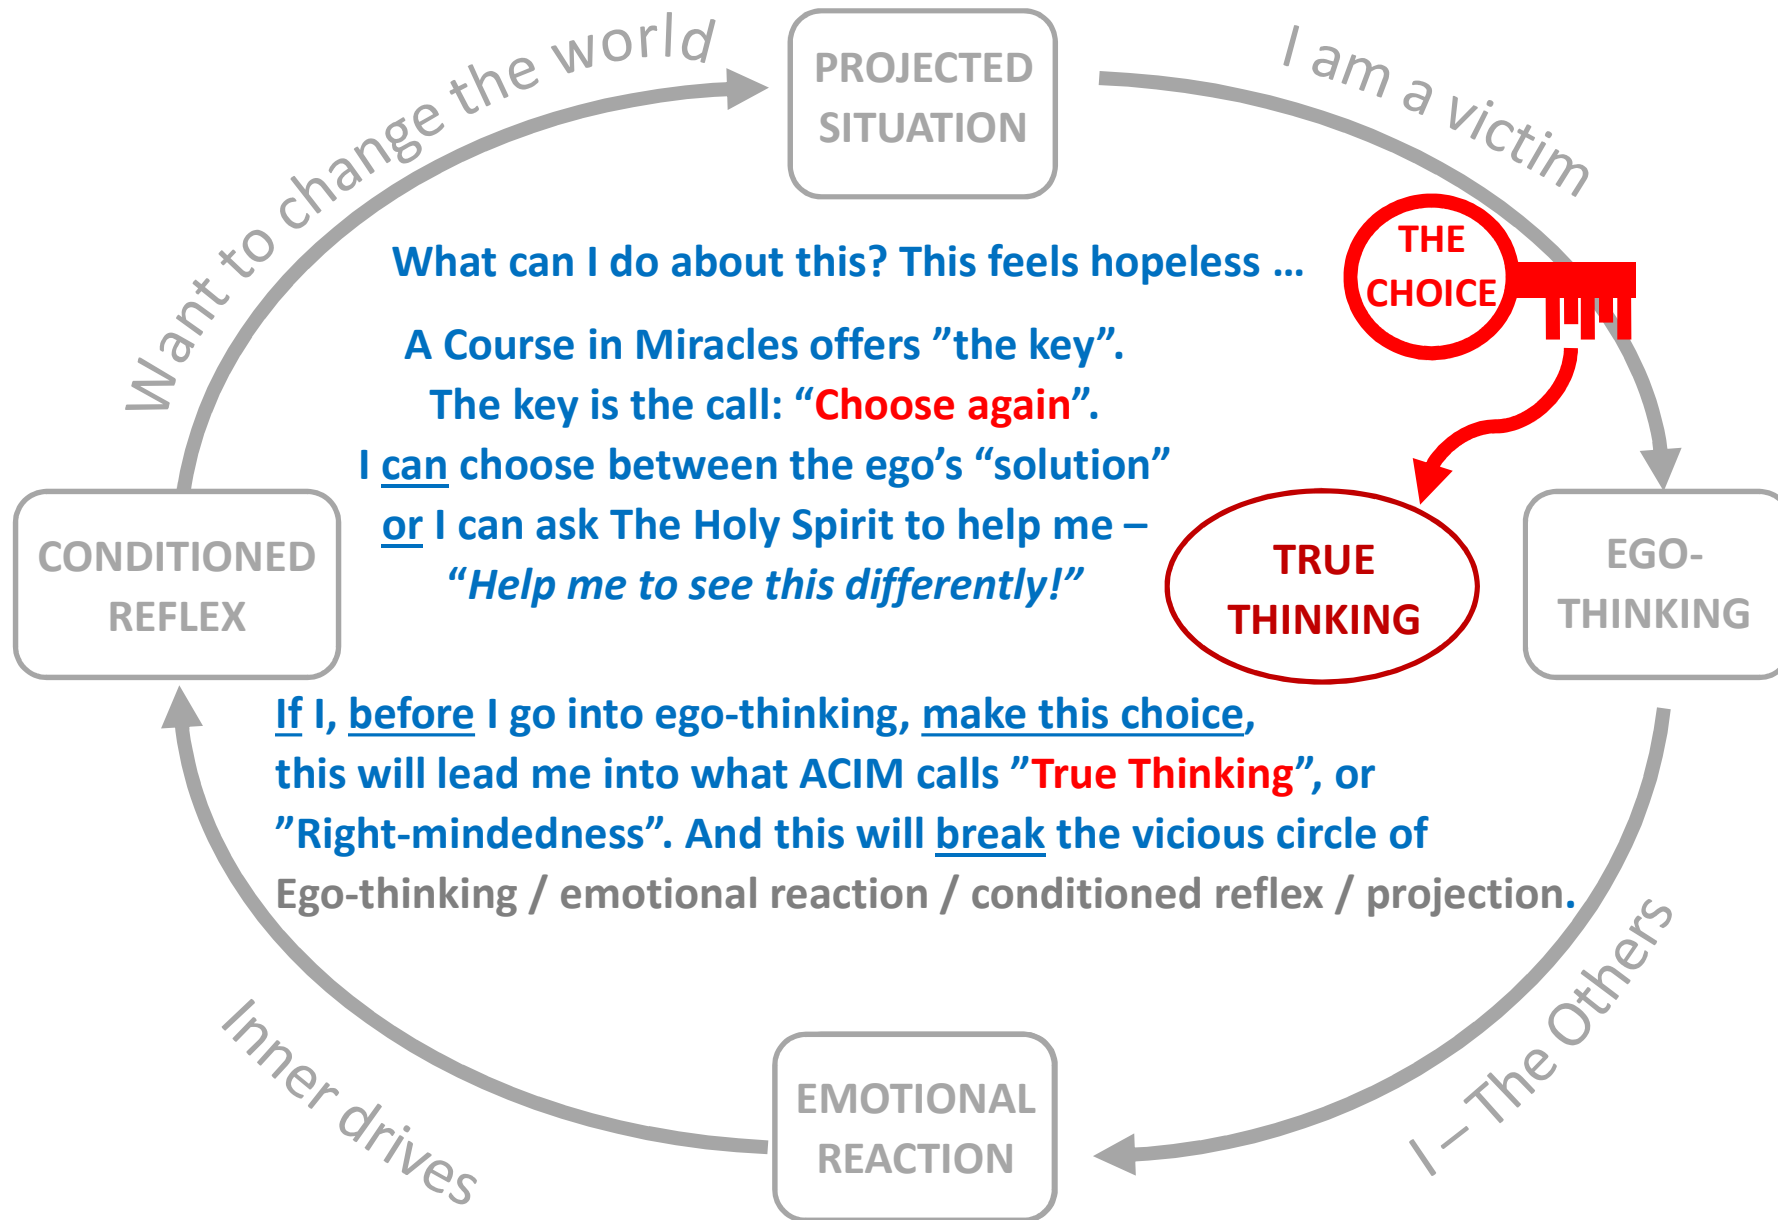 Want to change the world
PROJECTED
SITUATION
I am a victim
THE
CHOICE
What can I do about this? This feels hopeless ...
A Course in Miracles offers ”the key”.
The key is the call: “Choose again”.
I can choose between the ego’s “solution”
or I can ask The Holy Spirit to help me –
“Help me to see this differently!”
CONDITIONED
REFLEX
TRUE
THINKING
EGO-
THINKING
If I, before I go into ego-thinking, make this choice,
this will lead me into what ACIM calls ”True Thinking”, or
”Right-mindedness”. And this will break the vicious circle of
Ego-thinking / emotional reaction / conditioned reflex / projection.
Inner drives
EMOTIONAL
REACTION
I – The Others